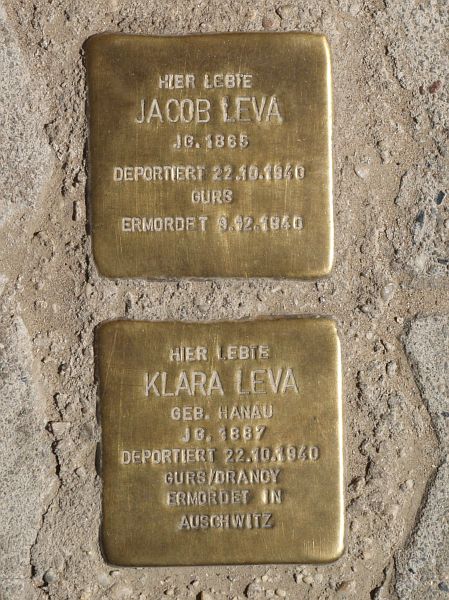 HIER LEBTE
JACOB LEVA
JG. 1865
DEPORTIERT 22.10.1940
GURS
ERMORDET 9.12.1940
HIER LEBTE
KLARA LEVA
GEB. HANAU
JG. 1887
DEPORTIERT 22.10.1940
GURS/DRANCY
ERMORDET IN
AUSCHWITZ